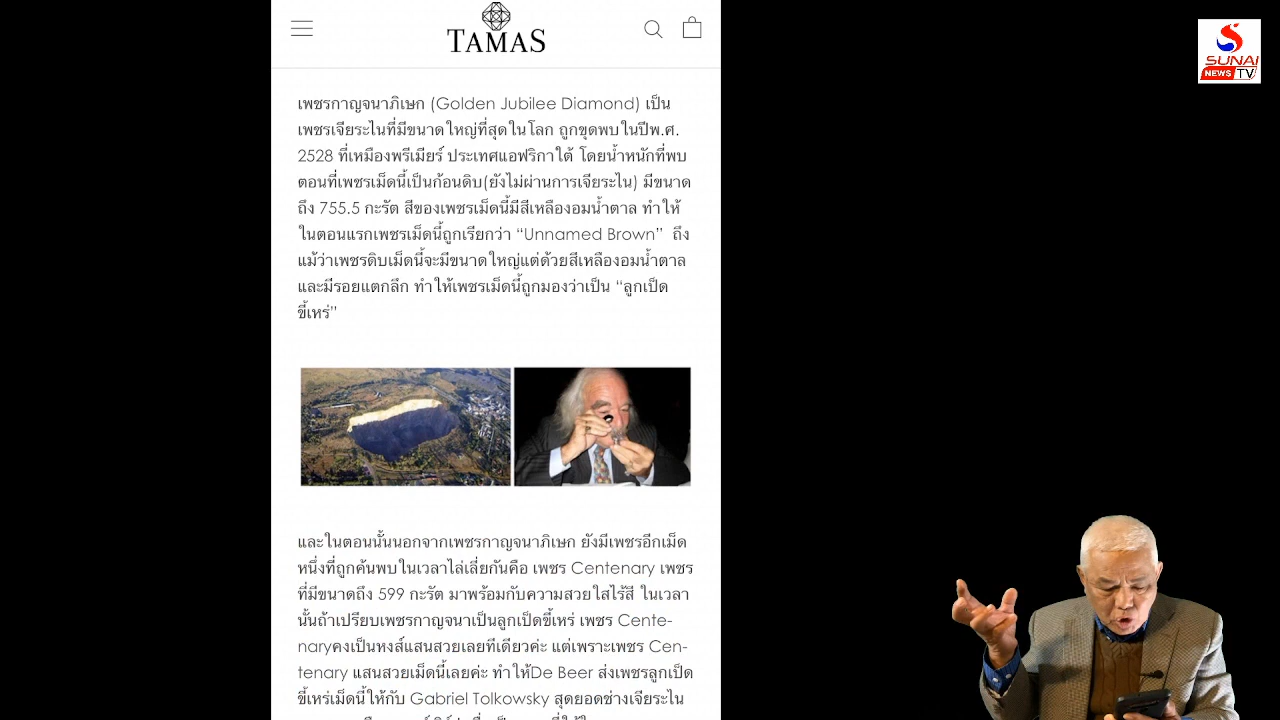 TAMAS
SUNAI
NEWS TV
เพชรกาญจนาภิเษก (Golden Jubilee Diamond) เป็น
เพชรเจียระไนที่มีขนาดใหญ่ที่สุดในโลก ถูกขุดพบในปีพ.ศ.
2528 ที่เหมืองพรีเมียร์ ประเทศแอฟริกาใต้ โดยน้ำหนักที่พบ
ตอนที่เพชรเม็ดนี้เป็นก้อนดิบ(ยังไม่ผ่านการเจียระไน) มีขนาด
ถึง 755.5 กะรัต สีของเพชรเม็ดนี้มีสีเหลืองอมน้ำตาล ทำให้
ในตอนแรกเพชรเม็ดนี้ถูกเรียกว่า “Unnamed Brown” ถึง
แม้ว่าเพชรดิบเม็ดนี้จะมีขนาดใหญ่แต่ด้วยสีเหลืองอมน้ำตาล
และมีรอยแตกลึก ทำให้เพชรเม็ดนี้ถูกมองว่าเป็น “ลูกเป็ด
ขี้เหร่”
และในตอนนั้นนอกจากเพชรกาญจนาภิเษก ยังมีเพชรอีกเม็ด
หนึ่งที่ถูกค้นพบในเวลาไล่เลี่ยกันคือ เพชร Centenary เพชร
ที่มีขนาดถึง 599 กะรัต มาพร้อมกับความสวยใสไร้สี ในเวลา
นั้นถ้าเปรียบเพชรกาญจนาเป็นลูกเป็ดขี้เหร่ เพชร Cente-
naryคงเป็นหงส์แสนสวยเลยทีเดียวค่ะ แต่เพราะเพชร Cen-
tenary แสนสวยเม็ดนี้เลยค่ะ ทำให้De Beer ส่งเพชรลูกเป็ด
ขี้เหร่เม็ดนี้ให้กับ Gabriel Tolkowsky สุดยอดช่างเจียระไน